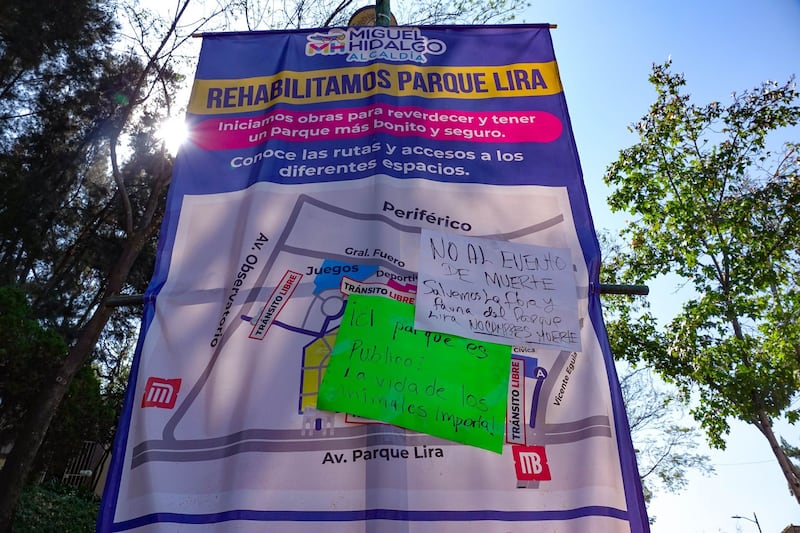 MIGUEL
MH HIDALGO
ALCALDÍA
REHABILITAMOS PARQUE LIRA
Iniciamos obras para reverdecer y tener
un parque más bonito y seguro.
Conoce las rutas y accesos a los
diferentes espacios.
Periférico
Av. Observatorio
Gral. Fuero
Juegos
TRÁNSITO LIBRE
TRÁNSITO LIBRE
NO AL EVENTO
DE MUERTE
Salvemos La flora y
Fauna del Parque
Lira
¡El parque es
Publico!
La vida de los
animales importa!
Cívica
A
TRÁNSITO LIBRE
Vicente Eguía
M
MB
Av. Parque Lira